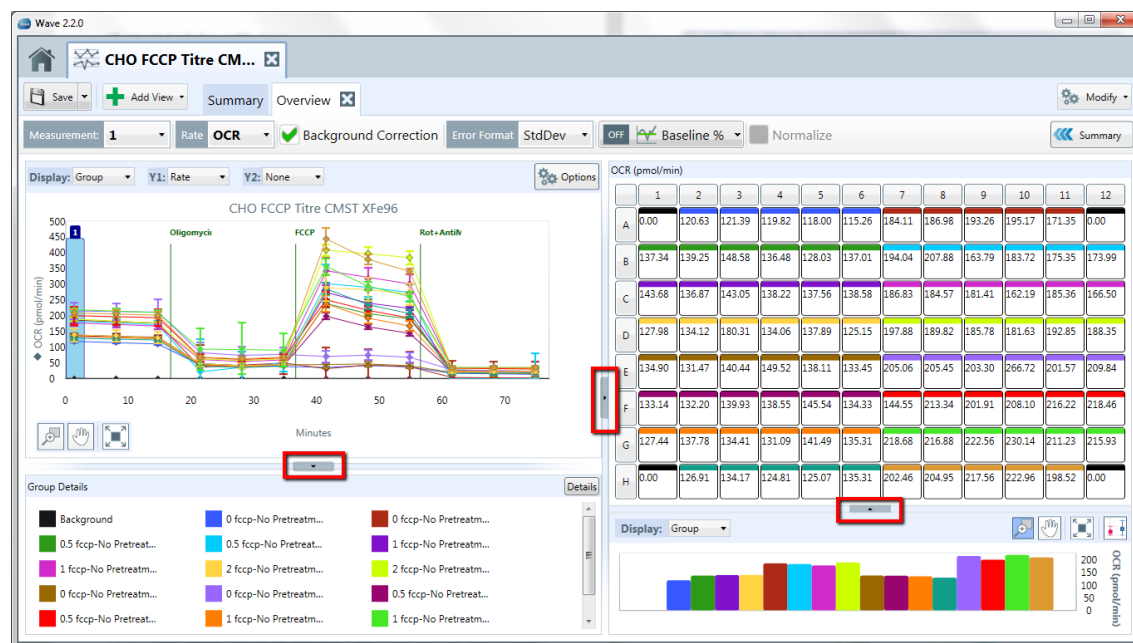 Wave 2.2.0
CHO FCCP Titre CM...
Save Add View Summary Overview Modify
Measurement: 1 Rate OCR Background Correction Error Format StdDev OFF Baseline % Normalize Summary
Display: Group Y1: Rate Y2: None Options
CHO FCCP Titre CMST XFe96
1 Oligomycin FCCP Rot+AntiM
OCR (pmol/min)
500
450
400
350
300
250
200
150
100
50
0
0 10 20 30 40 50 60 70
Minutes
Group Details Details
Background 0 fccp-No Pretreatm... 0 fccp-No Pretreatm...
0.5 fccp-No Pretreat... 0.5 fccp-No Pretreat... 1 fccp-No Pretreatm...
1 fccp-No Pretreatm... 2 fccp-No Pretreatm... 2 fccp-No Pretreatm...
0 fccp-No Pretreatm... 0 fccp-No Pretreatm... 0.5 fccp-No Pretreat...
0.5 fccp-No Pretreat... 1 fccp-No Pretreatm... 1 fccp-No Pretreatm...
OCR (pmol/min)
1 2 3 4 5 6 7 8 9 10 11 12
A 0.00 120.63 121.39 119.82 118.00 115.26 184.11 186.98 193.26 195.17 171.35 0.00
B 137.34 139.25 148.58 136.48 128.03 137.01 194.04 207.88 163.79 183.72 175.35 173.99
C 143.68 136.87 143.05 138.22 137.56 138.58 186.83 184.57 181.41 162.19 185.36 166.50
D 127.98 134.12 180.31 134.06 137.89 125.15 197.88 189.82 185.78 181.63 192.85 188.35
E 134.90 131.47 140.44 149.52 138.11 133.45 205.06 205.45 203.30 266.72 201.57 209.84
F 133.14 132.20 139.93 138.55 145.54 134.33 144.55 213.34 201.91 208.10 216.22 218.46
G 127.44 137.78 134.41 131.09 141.49 135.31 218.68 216.88 222.56 230.14 211.23 215.93
H 0.00 126.91 134.17 124.81 125.07 135.31 202.46 204.95 217.56 222.96 198.52 0.00
Display: Group
200
150
100
50
0
OCR (pmol/min)